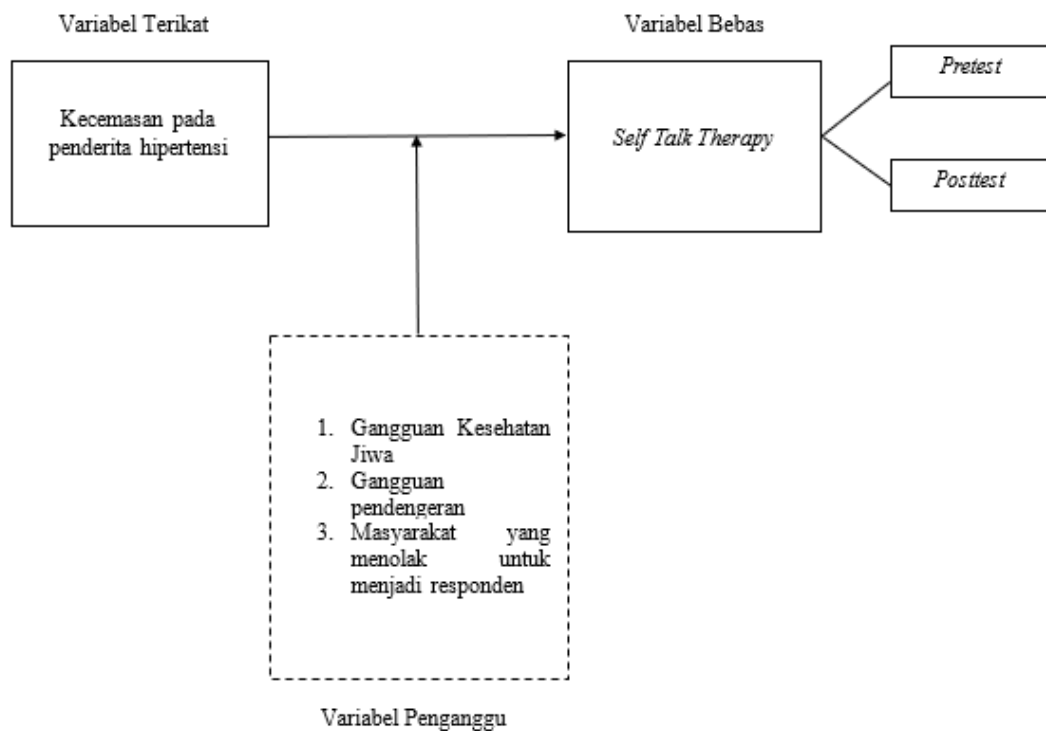 Variabel Terikat
Variabel Bebas
Kecemasan pada
penderita hipertensi
Self Talk Therapy
Pretest
Posttest
1. Gangguan Kesehatan
Jiwa
2. Gangguan
pendengeran
3. Masyarakat yang
menolak untuk
menjadi responden
Variabel Penganggu